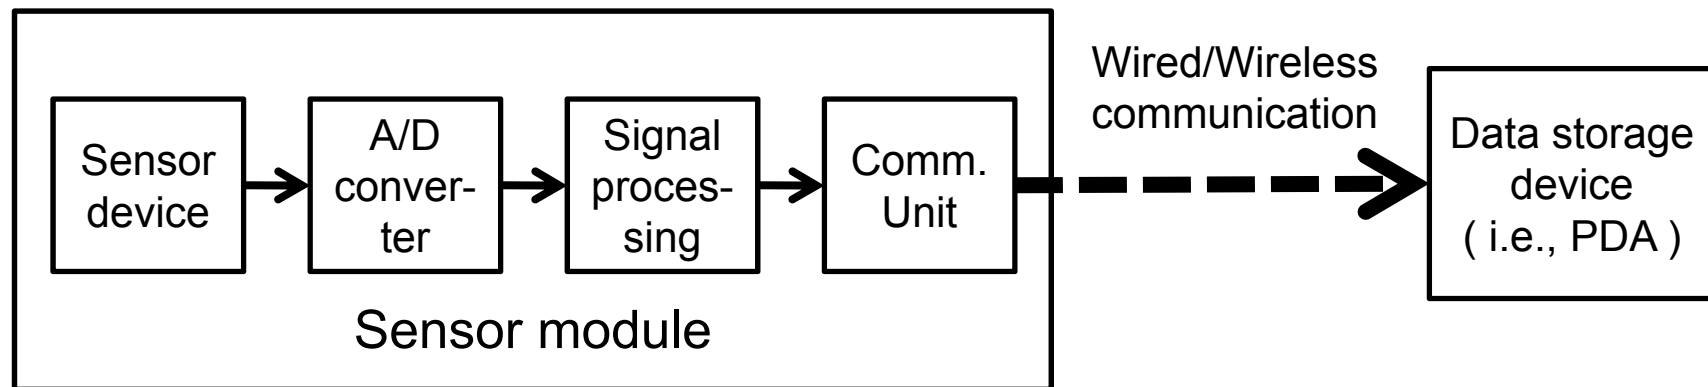 Sensor
device
A/D
conver-
ter
Signal
proces-
sing
Comm.
Unit
Sensor module
Wired/Wireless
communication
Data storage
device
( i.e., PDA )